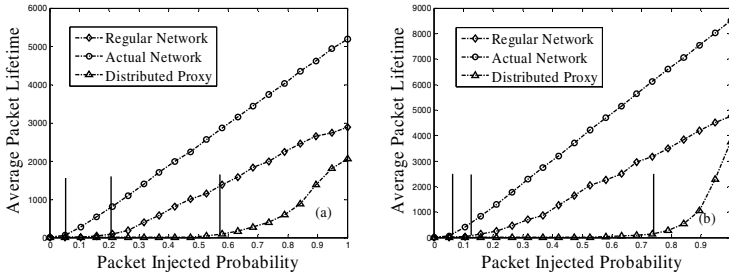 6000
5000
4000
3000
2000
1000
0
0 0.1 0.2 0.3 0.4 0.5 0.6 0.7 0.8 0.9 1
Average Packet Lifetime
Packet Injected Probability
Regular Network
Actual Network
Distributed Proxy
(a)
9000
8000
7000
6000
5000
4000
3000
2000
1000
0
0 0.1 0.2 0.3 0.4 0.5 0.6 0.7 0.8 0.9
Average Packet Lifetime
Packet Injected Probability
Regular Network
Actual Network
Distributed Proxy
(b)